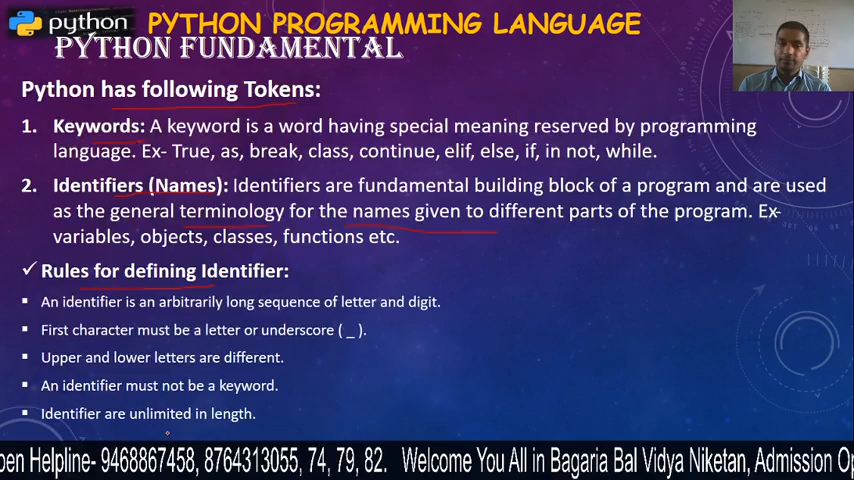 python
PYTHON PROGRAMMING LANGUAGE
PYTHON FUNDAMENTAL
Python has following Tokens:
1. Keywords: A keyword is a word having special meaning reserved by programming
language. Ex- True, as, break, class, continue, elif, else, if, in not, while.
2. Identifiers (Names): Identifiers are fundamental building block of a program and are used
as the general terminology for the names given to different parts of the program. Ex-
variables, objects, classes, functions etc.
✓ Rules for defining Identifier:
▪ An identifier is an arbitrarily long sequence of letter and digit.
▪ First character must be a letter or underscore ( _ ).
▪ Upper and lower letters are different.
▪ An identifier must not be a keyword.
▪ Identifier are unlimited in length.
pen Helpline- 9468867458, 8764313055, 74, 79, 82. Welcome You All in Bagaria Bal Vidya Niketan, Admission Op